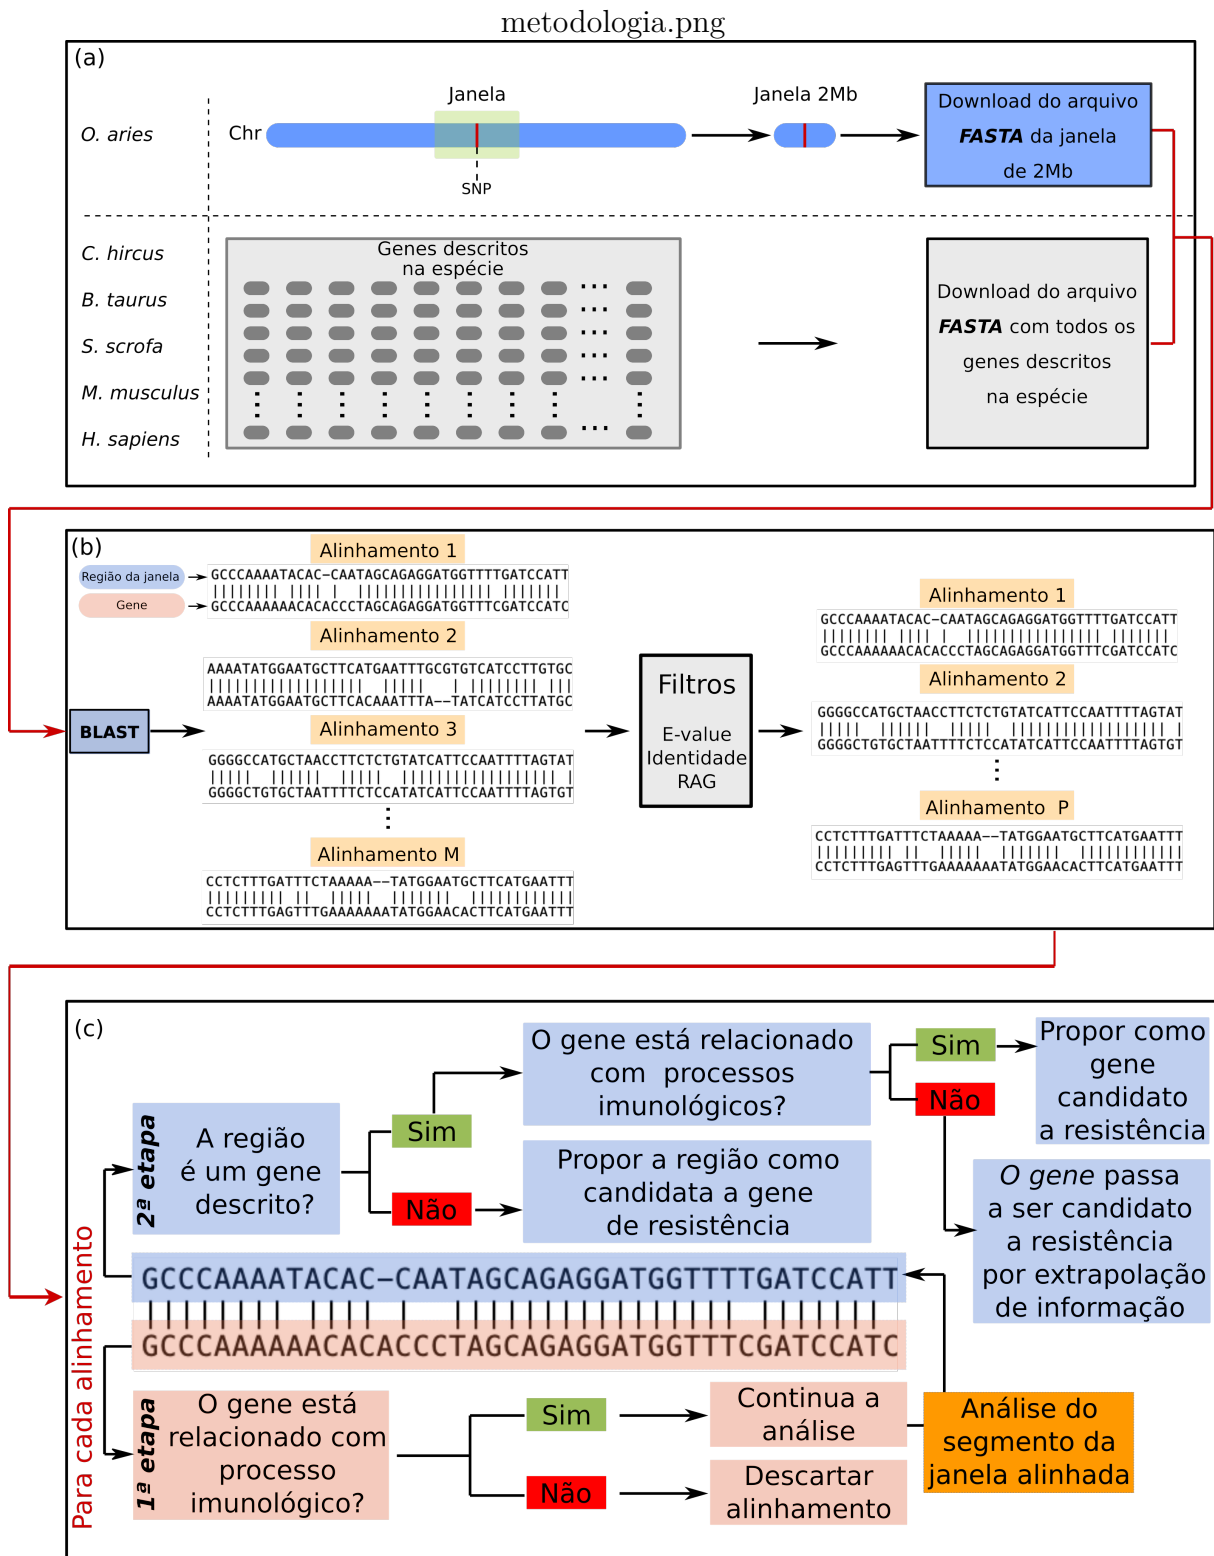 metodologia.png
(a)
O. aries
Chr
Janela
SNP
Janela 2Mb
Download do arquivo
FASTA da janela
de 2Mb
C. hircus
B. taurus
S. scrofa
M. musculus
H. sapiens
Genes descritos
na espécie
Download do arquivo
FASTA com todos os
genes descritos
na espécie
(b)
Região da janela
Gene
BLAST
Alinhamento 1
GCCCAAAATACAC–CAATAGCAGAGGATGGTTTTGATCCATT
GCCCAAAAAACACACCCTAGCAGAGGATGGTTTCGATCCATC
Alinhamento 2
AAAATATGGAATGCTTCATGAATTTGCGTGTCATCCTTGTGC
AAAATATGGAATGCTTCACAAATTTA––TATCATCCTTATGC
Alinhamento 3
GGGGCCATGCTAACCTTCTCTGTATCATTCCAATTTTAGTAT
GGGGCTGTGCTAATTTTCTCCATATCATTCCAATTTTAGTGT
Alinhamento M
CCTCTTTGATTTCTAAAAA––TATGGAATGCTTCATGAATTT
CCTCTTTGAGTTTGAAAAAAATATGGAACACTTCATGAATTT
Filtros
E-value
Identidade
RAG
Alinhamento 1
GCCCAAAATACAC–CAATAGCAGAGGATGGTTTTGATCCATT
GCCCAAAAAACACACCCTAGCAGAGGATGGTTTCGATCCATC
Alinhamento 2
GGGGCCATGCTAACCTTCTCTGTATCATTCCAATTTTAGTAT
GGGGCTGTGCTAATTTTCTCCATATCATTCCAATTTTAGTGT
Alinhamento P
CCTCTTTGATTTCTAAAAA––TATGGAATGCTTCATGAATTT
CCTCTTTGAGTTTGAAAAAAATATGGAACACTTCATGAATTT
(c)
Para cada alinhamento
2ª etapa
A região
é um gene
descrito?
Sim
Não
O gene está relacionado
com processos
imunológicos?
Propor a região como
candidata a gene
de resistência
Sim
Não
Propor como
gene
candidato
a resistência
O gene passa
a ser candidato
a resistência
por extrapolação
de informação
GCCCAAAATACAC–CAATAGCAGAGGATGGTTTTGATCCATT
GCCCAAAAAACACACCCTAGCAGAGGATGGTTTCGATCCATC
1ª etapa
O gene está
relacionado com
processo
imunológico?
Sim
Não
Continua a
análise
Descartar
alinhamento
Análise do
segmento da
janela alinhada